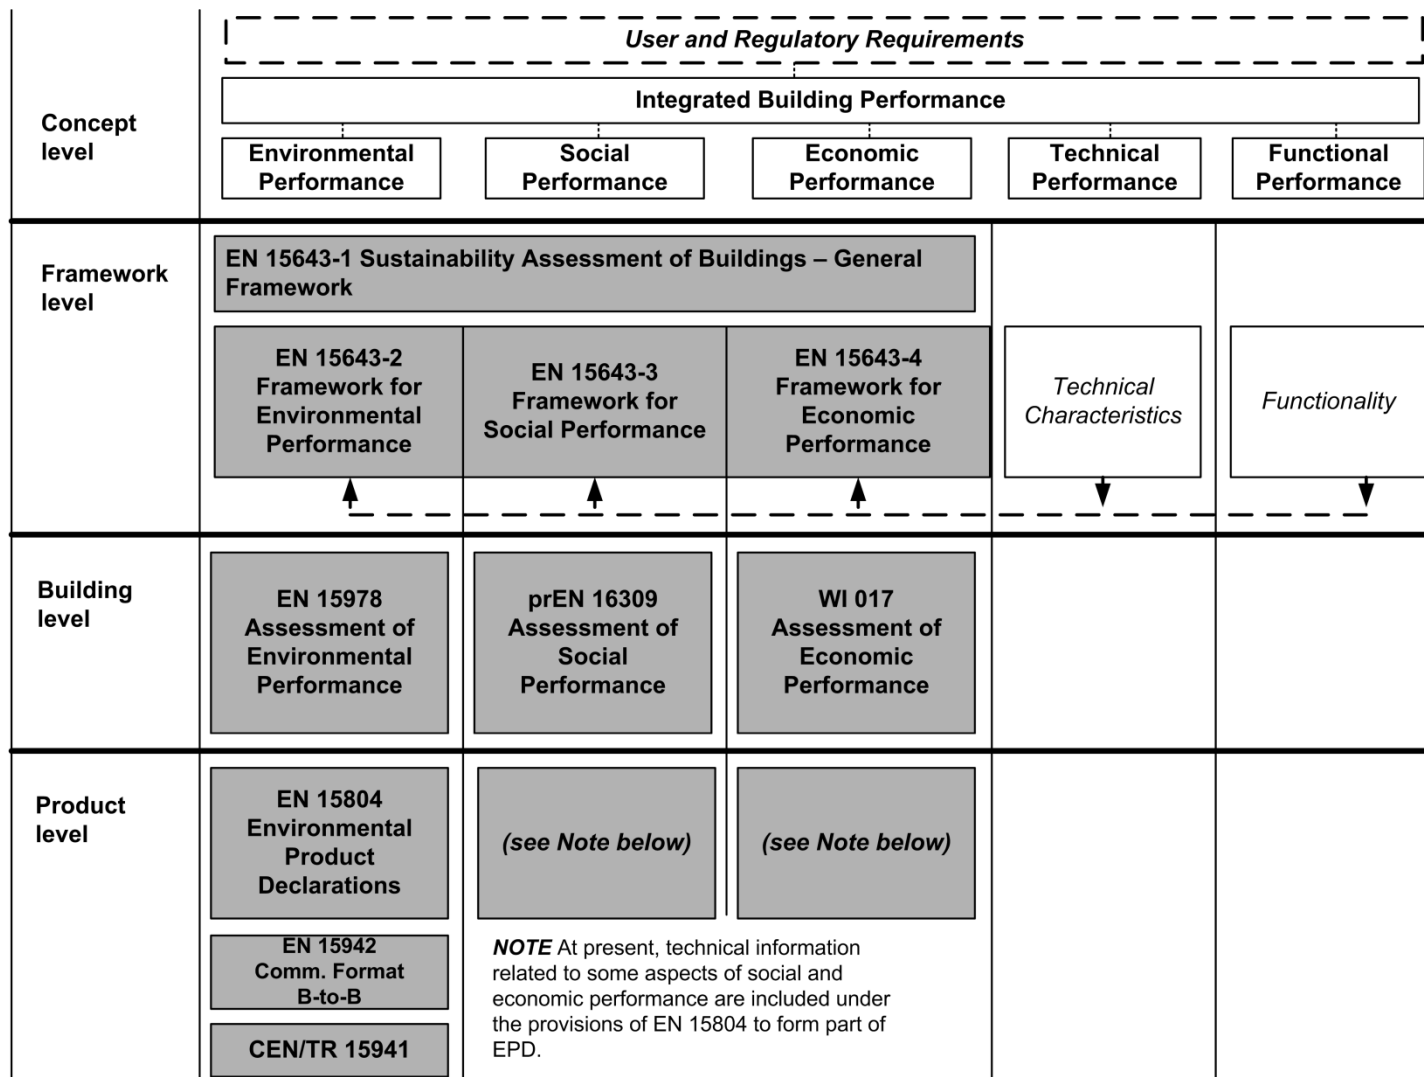 User and Regulatory Requirements
Integrated Building Performance
Concept
level
Environmental
Performance
Social
Performance
Economic
Performance
Technical
Performance
Functional
Performance
Framework
level
EN 15643-1 Sustainability Assessment of Buildings – General
Framework
EN 15643-2
Framework for
Environmental
Performance
EN 15643-3
Framework for
Social Performance
EN 15643-4
Framework for
Economic
Performance
Technical
Characteristics
Functionality
Building
level
EN 15978
Assessment of
Environmental
Performance
prEN 16309
Assessment of
Social
Performance
WI 017
Assessment of
Economic
Performance
Product
level
EN 15804
Environmental
Product
Declarations
(see Note below)
(see Note below)
EN 15942
Comm. Format
B-to-B
CEN/TR 15941
NOTE At present, technical information
related to some aspects of social and
economic performance are included under
the provisions of EN 15804 to form part of
EPD.